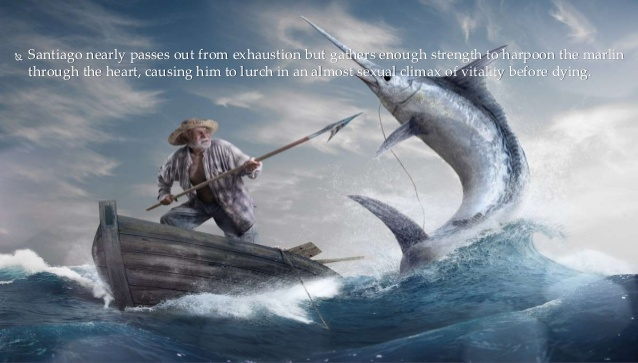 Santiago nearly passes out from exhaustion but gathers enough strength to harpoon the marlin
through the heart, causing him to lurch in an almost sexual climax of vitality before dying.